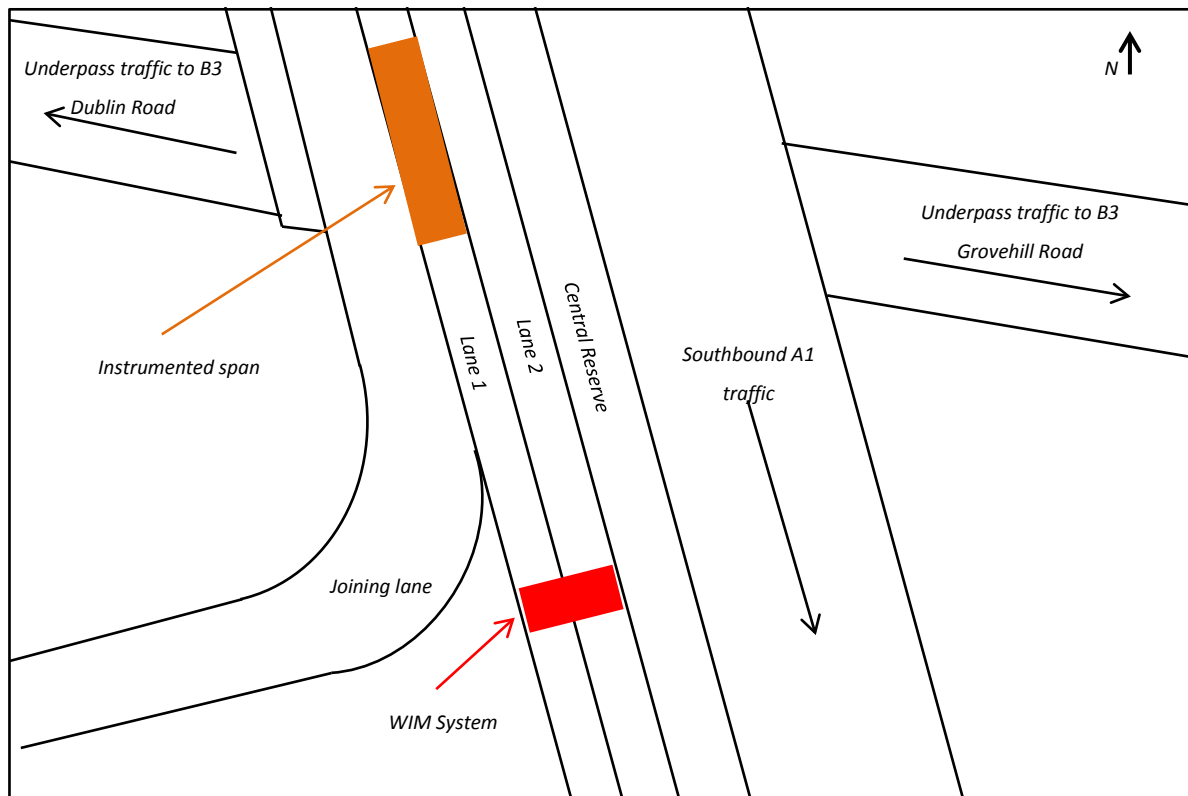 Underpass traffic to B3
Dublin Road
N
Underpass traffic to B3
Grovehill Road
Instrumented span
Lane 1
Lane 2
Central Reserve
Southbound A1
traffic
Joining lane
WIM System